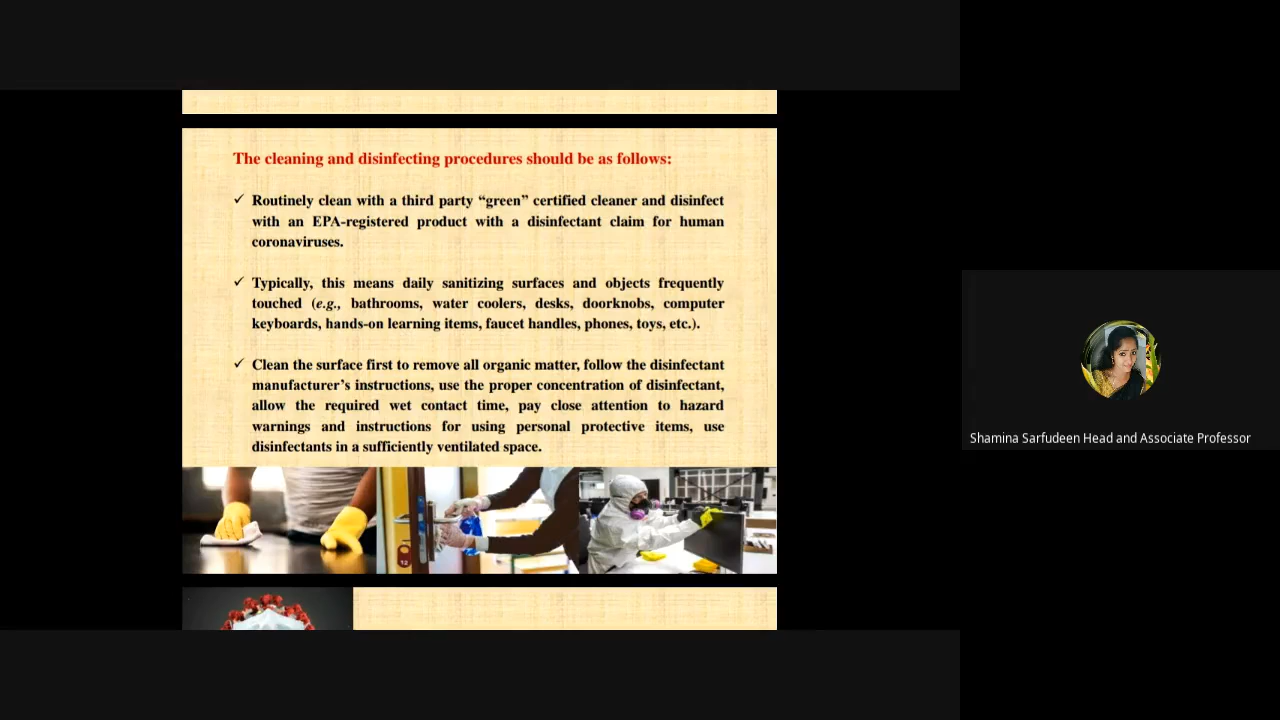 The cleaning and disinfecting procedures should be as follows:
✓ Routinely clean with a third party “green” certified cleaner and disinfect
with an EPA-registered product with a disinfectant claim for human
coronaviruses.
✓ Typically, this means daily sanitizing surfaces and objects frequently
touched (e.g., bathrooms, water coolers, desks, doorknobs, computer
keyboards, hands-on learning items, faucet handles, phones, toys, etc.).
✓ Clean the surface first to remove all organic matter, follow the disinfectant
manufacturer’s instructions, use the proper concentration of disinfectant,
allow the required wet contact time, pay close attention to hazard
warnings and instructions for using personal protective items, use
disinfectants in a sufficiently ventilated space.
12
Shamina Sarfudeen Head and Associate Professor